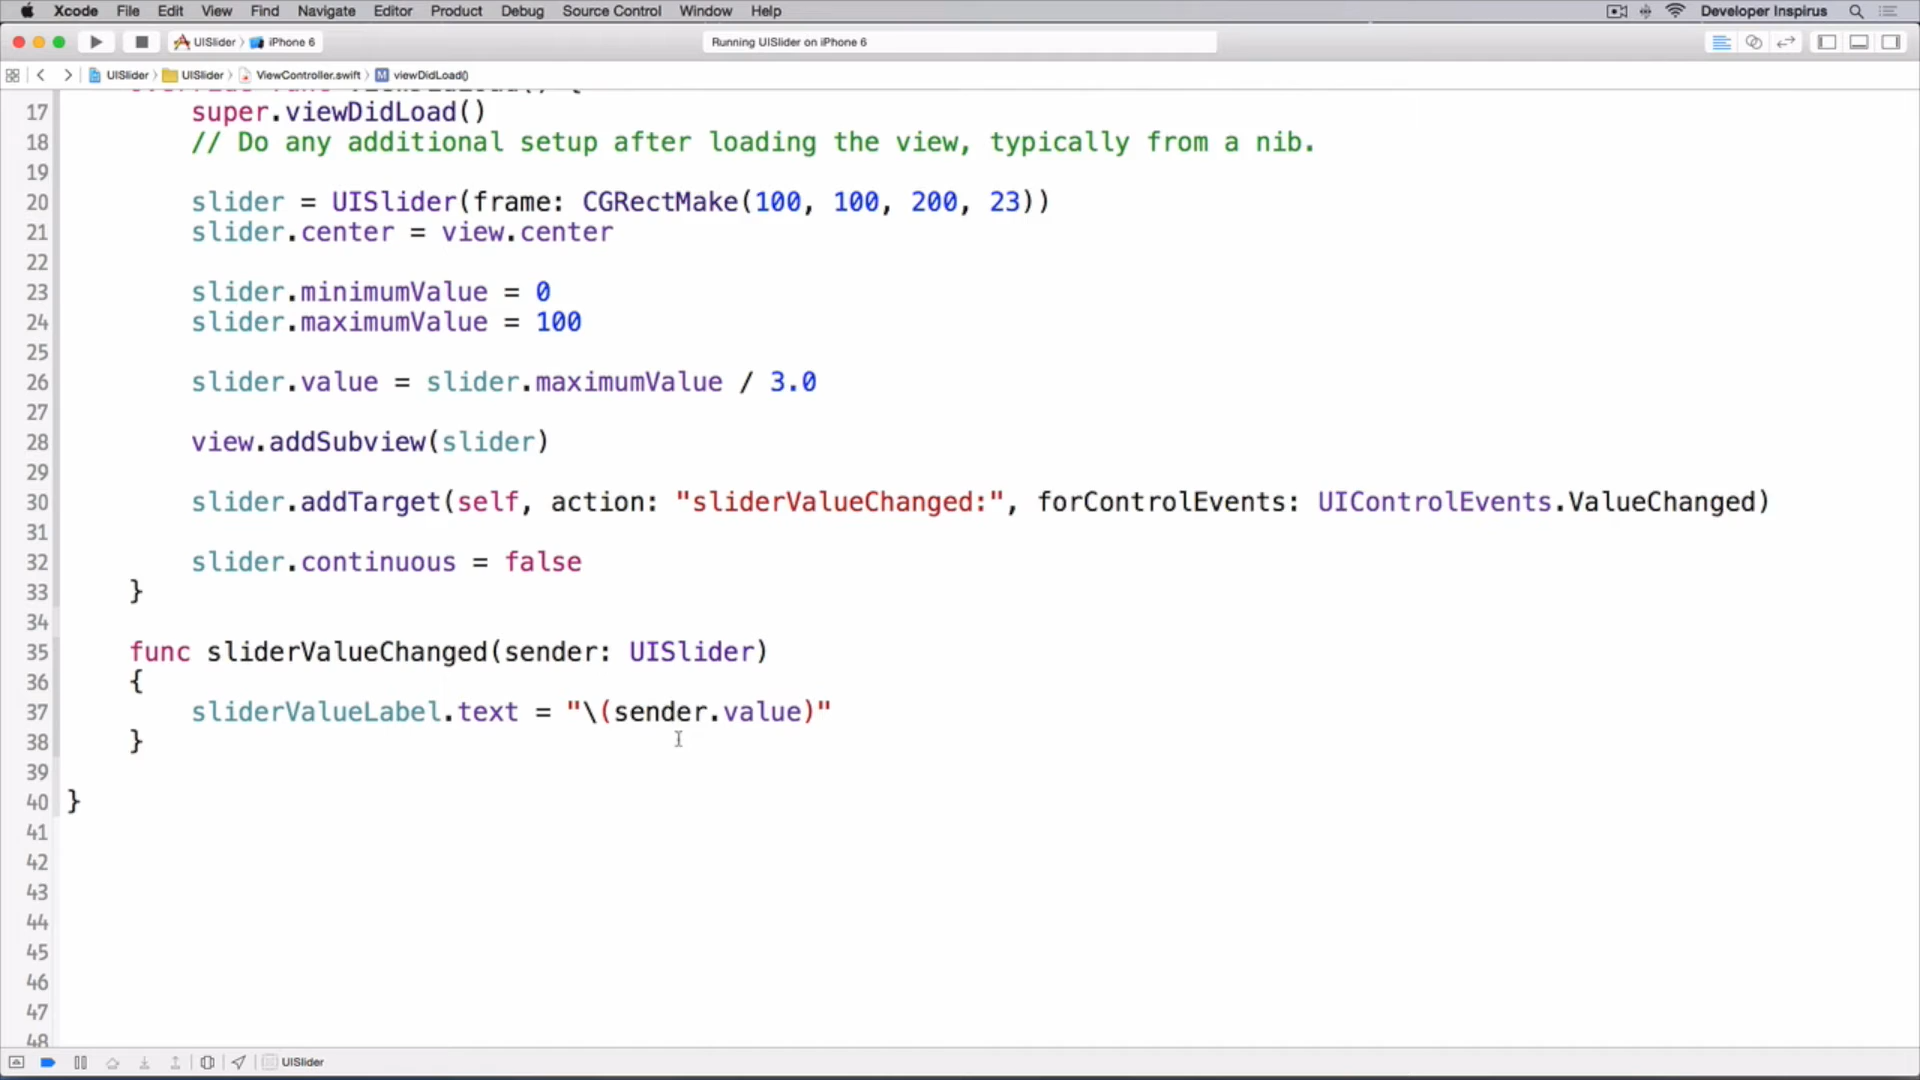 Xcode File Edit View Find Navigate Editor Product Debug Source Control Window Help Developer Inspirus
UISlider iPhone 6 Running UISlider on iPhone 6
UISlider UISlider ViewController.swift M viewDidLoad()
override func viewDidLoad() {
17 super.viewDidLoad()
18 // Do any additional setup after loading the view, typically from a nib.
19
20 slider = UISlider(frame: CGRectMake(100, 100, 200, 23))
21 slider.center = view.center
22
23 slider.minimumValue = 0
24 slider.maximumValue = 100
25
26 slider.value = slider.maximumValue / 3.0
27
28 view.addSubview(slider)
29
30 slider.addTarget(self, action: "sliderValueChanged:", forControlEvents: UIControlEvents.ValueChanged)
31
32 slider.continuous = false
33 }
34
35 func sliderValueChanged(sender: UISlider)
36 {
37 sliderValueLabel.text = "\(sender.value)"
38 }
39
40 }
41
42
43
44
45
46
47
48
UISlider